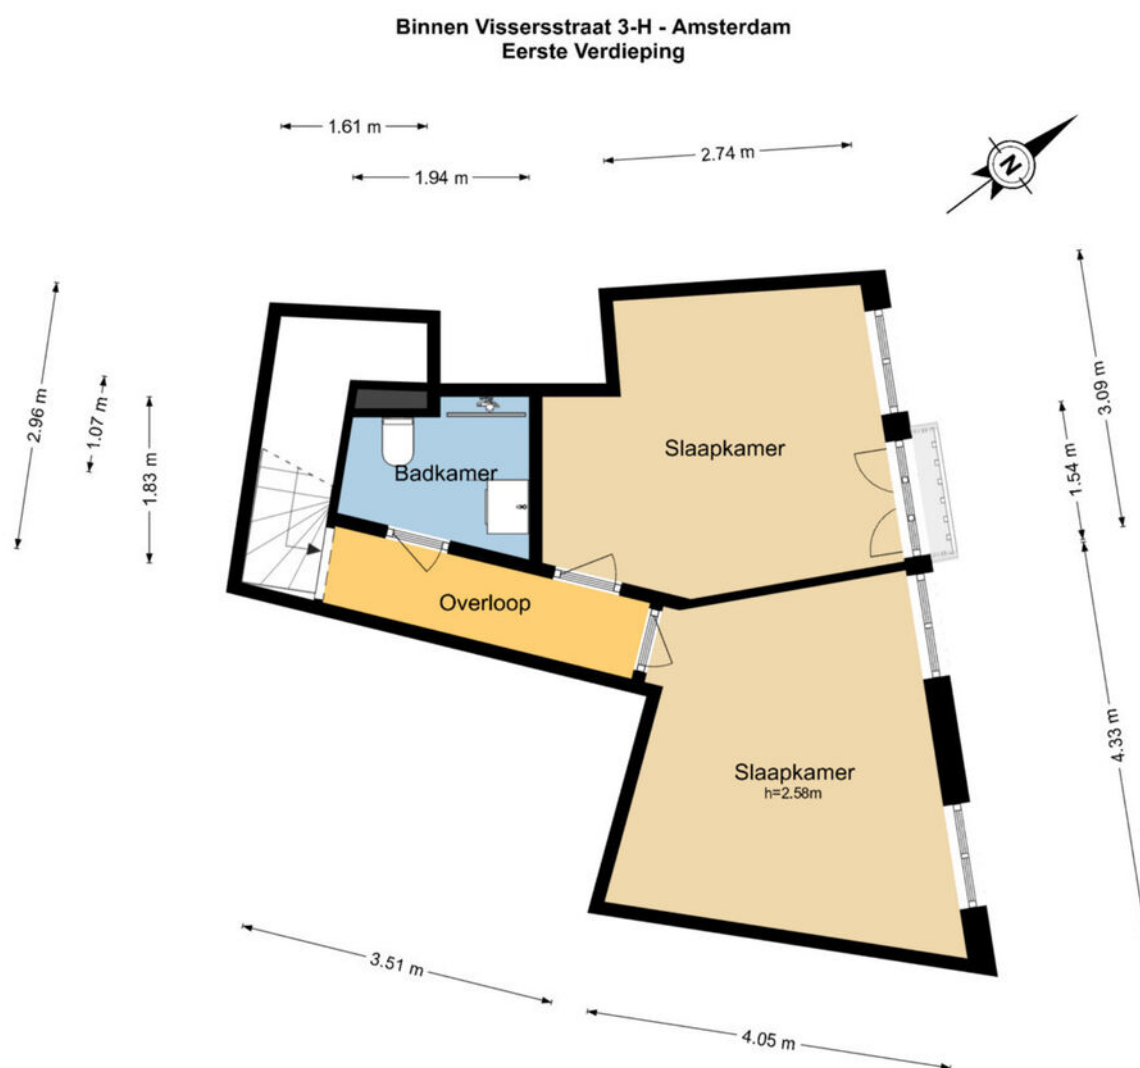 Binnen Vissersstraat 3-H - Amsterdam
Eerste Verdieping
1.61 m
1.94 m
2.74 m
N
2.96 m
1.07 m
1.83 m
3.09 m
1.54 m
4.33 m
Slaapkamer
Badkamer
Overloop
Slaapkamer
h=2.58m
3.51 m
4.05 m